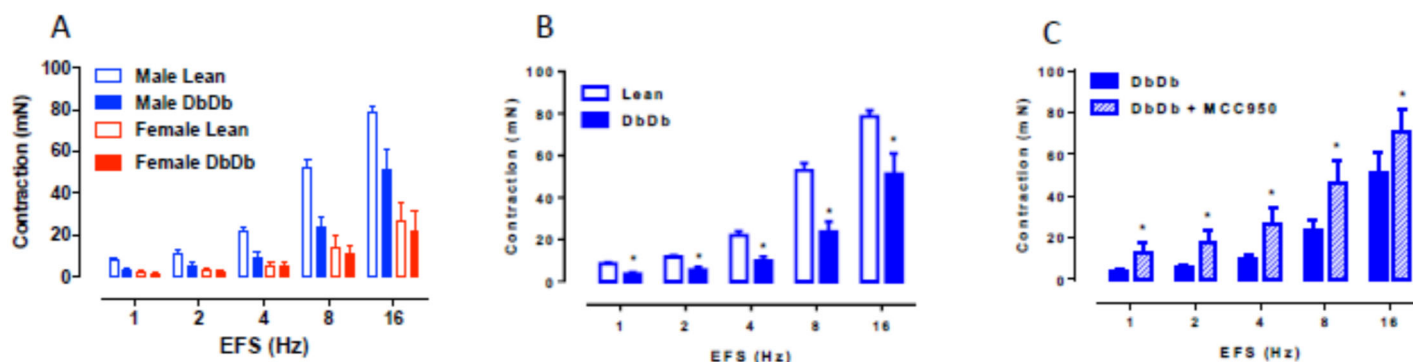 A
Contraction (mN)
100
80
60
40
20
0
Male Lean
Male DbDb
Female Lean
Female DbDb
1 2 4 8 16
EFS (Hz)
B
Contraction (mN)
100
80
60
40
20
0
Lean
DbDb
* * * * *
1 2 4 8 16
EFS (Hz)
C
Contraction (mN)
100
80
60
40
20
0
DbDb
DbDb + MCC950
* * * * *
1 2 4 8 16
EFS (Hz)